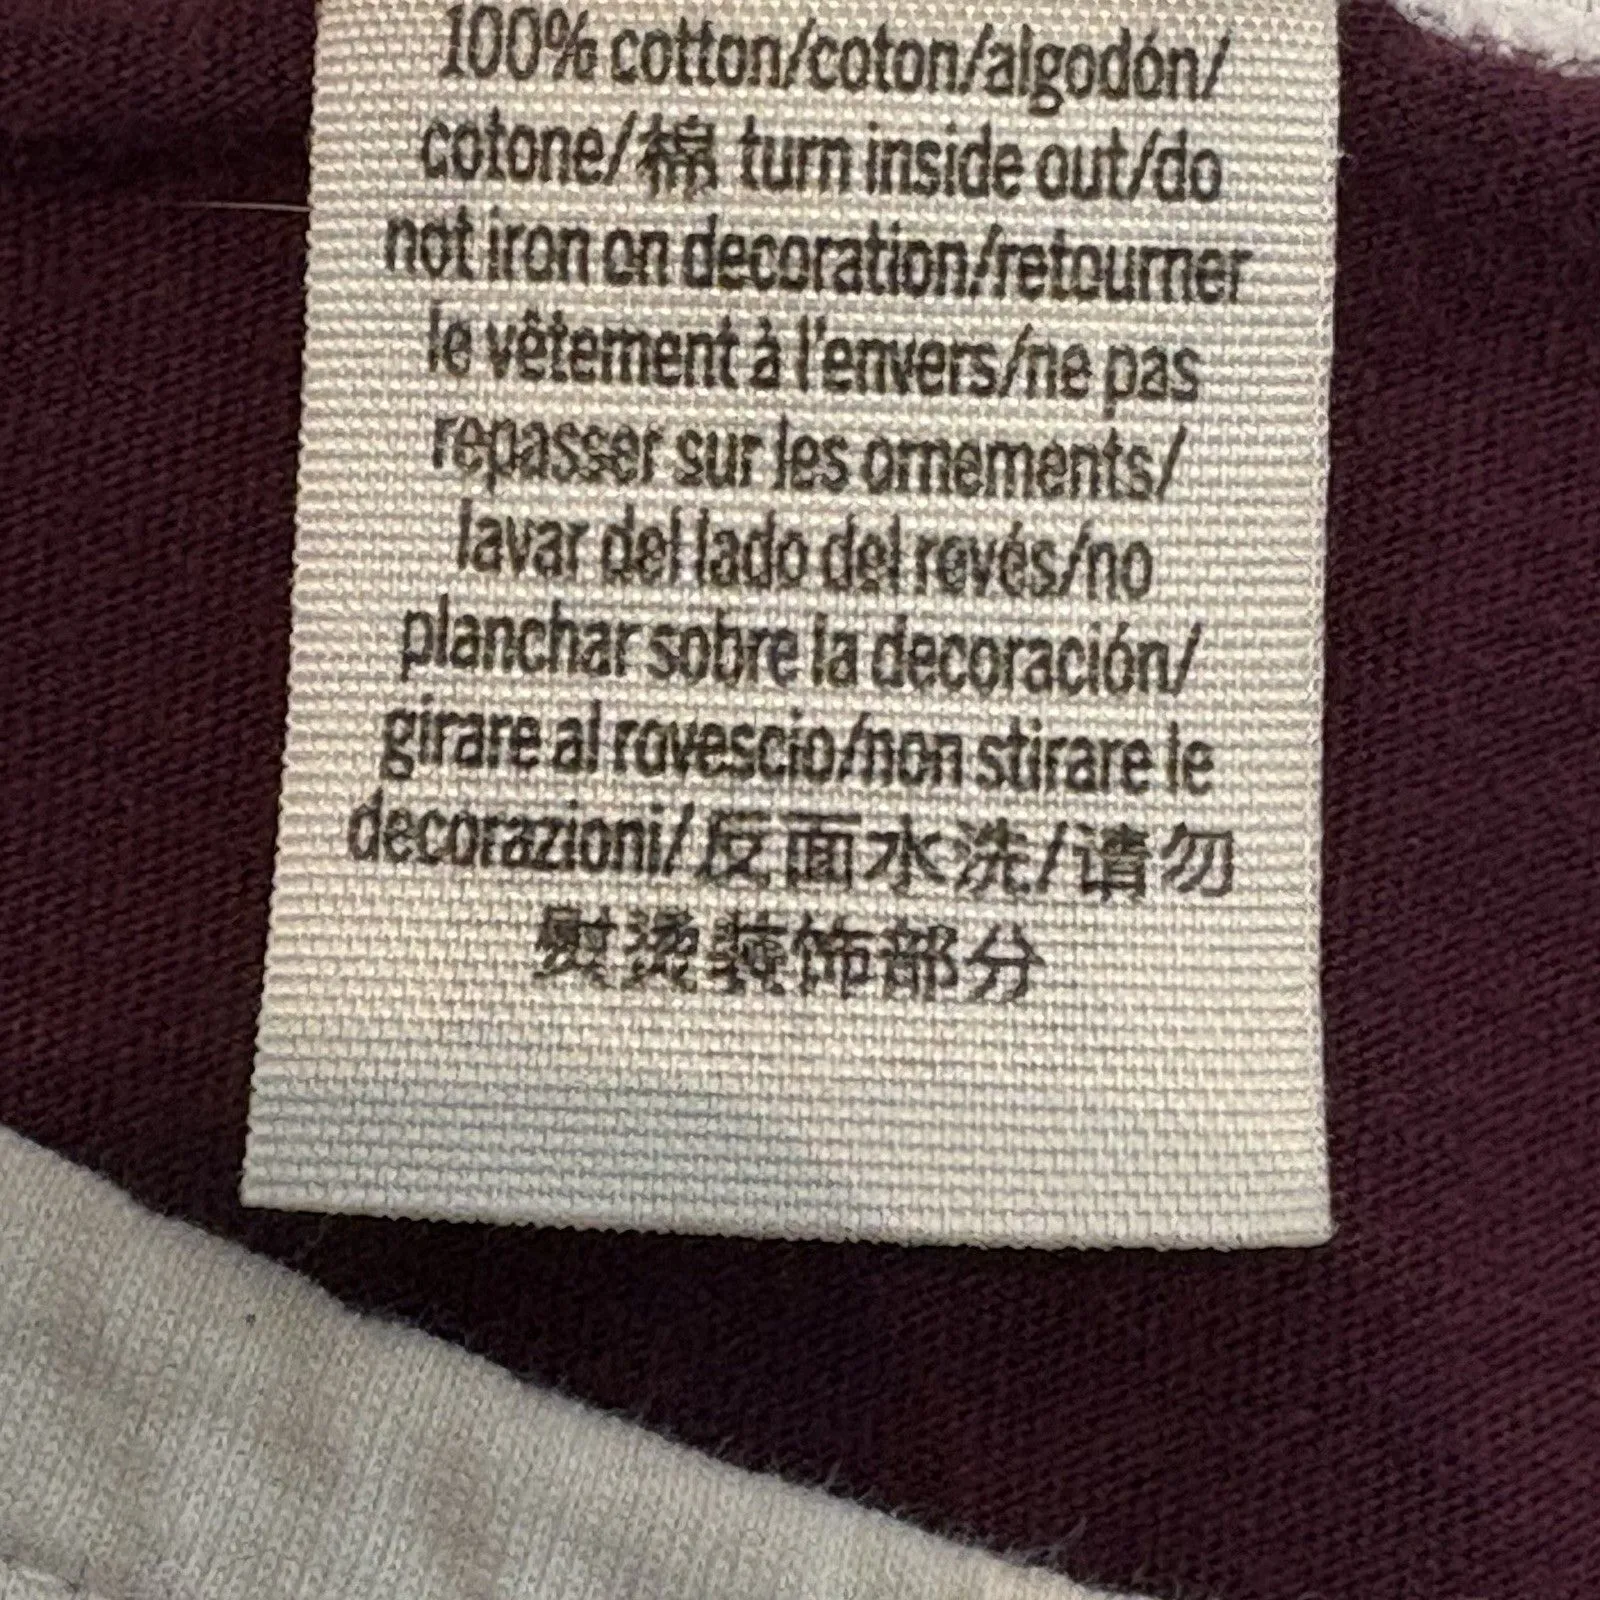 100% cotton/coton/algodón/
cotone/棉 turn inside out/do
not iron on decoration/retourner
le vêtement à l'envers/ne pas
repasser sur les ornements/
lavar del lado del revés/no
planchar sobre la decoración/
girare al rovescio/non stirare le
decorazioni/反面水洗/请勿
熨烫装饰部分